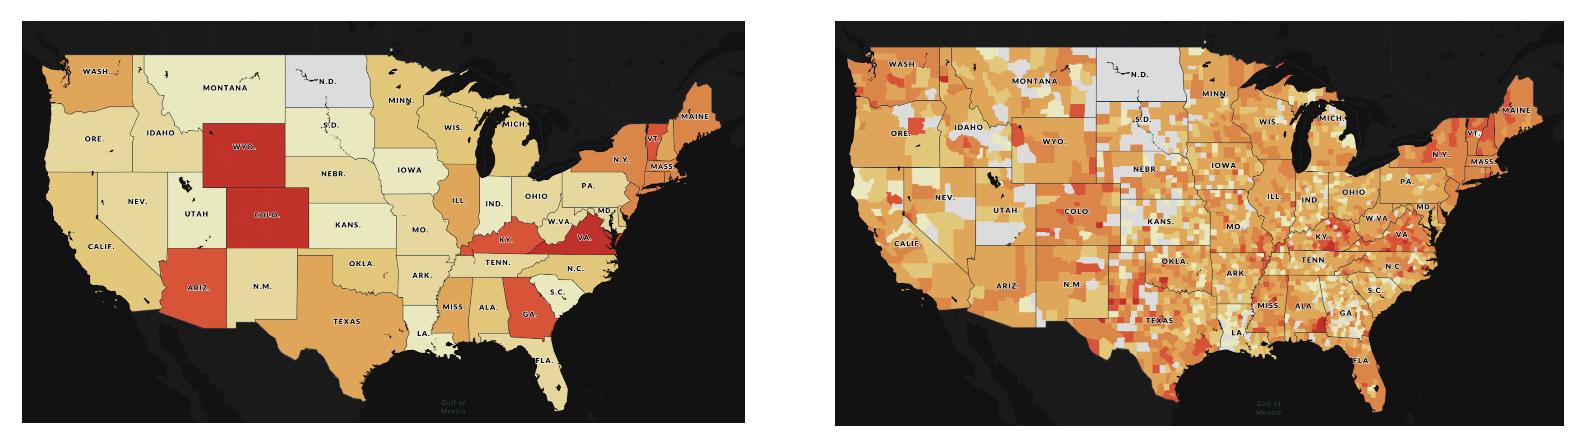 WASH.
MONTANA
N.D.
MINN.
MAINE
ORE.
IDAHO
S.D.
WIS.
MICH.
VT.
WYO.
N.Y.
MASS.
IOWA
NEBR.
PA.
NEV.
UTAH
COLO.
ILL.
IND.
OHIO
KANS.
MO.
W.VA.
MD.
CALIF.
KY.
VA.
OKLA.
TENN.
N.C.
ARIZ.
N.M.
ARK.
S.C.
MISS.
ALA.
GA.
TEXAS
LA.
FLA.
Gulf of
Mexico
WASH.
MONTANA
N.D.
MINN.
MAINE
ORE.
IDAHO
S.D.
WIS.
MICH.
VT.
WYO.
N.Y.
MASS.
IOWA
NEBR.
PA.
NEV.
UTAH
COLO.
ILL.
IND.
OHIO
KANS.
MO.
W.VA.
MD.
CALIF.
KY.
VA.
OKLA.
TENN.
N.C.
ARIZ.
N.M.
ARK.
S.C.
MISS.
ALA.
GA.
TEXAS
LA.
FLA.
Gulf of
Mexico